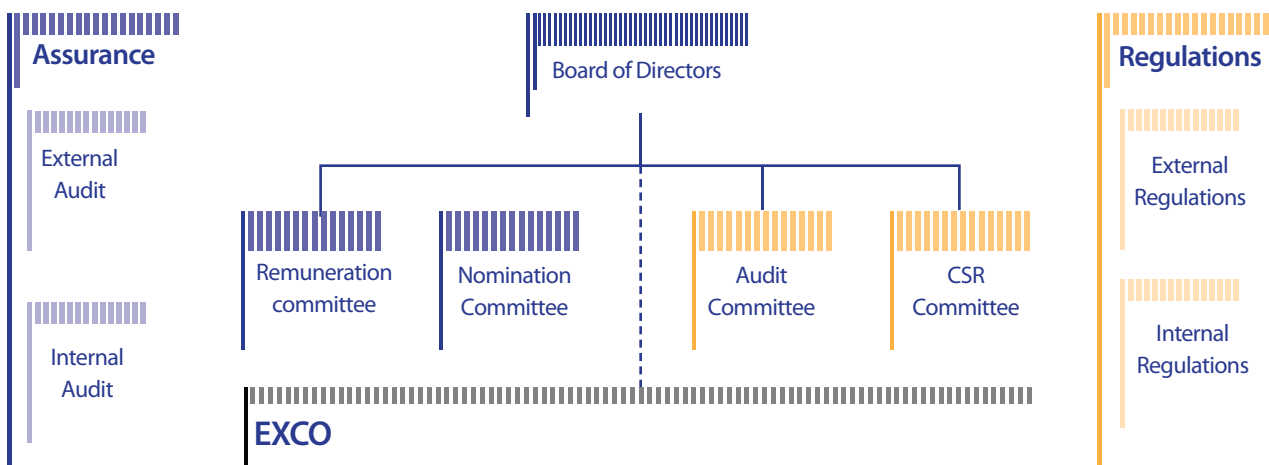 Assurance
External
Audit
Internal
Audit
Board of Directors
Remuneration
committee
Nomination
Committee
Audit
Committee
CSR
Committee
EXCO
Regulations
External
Regulations
Internal
Regulations